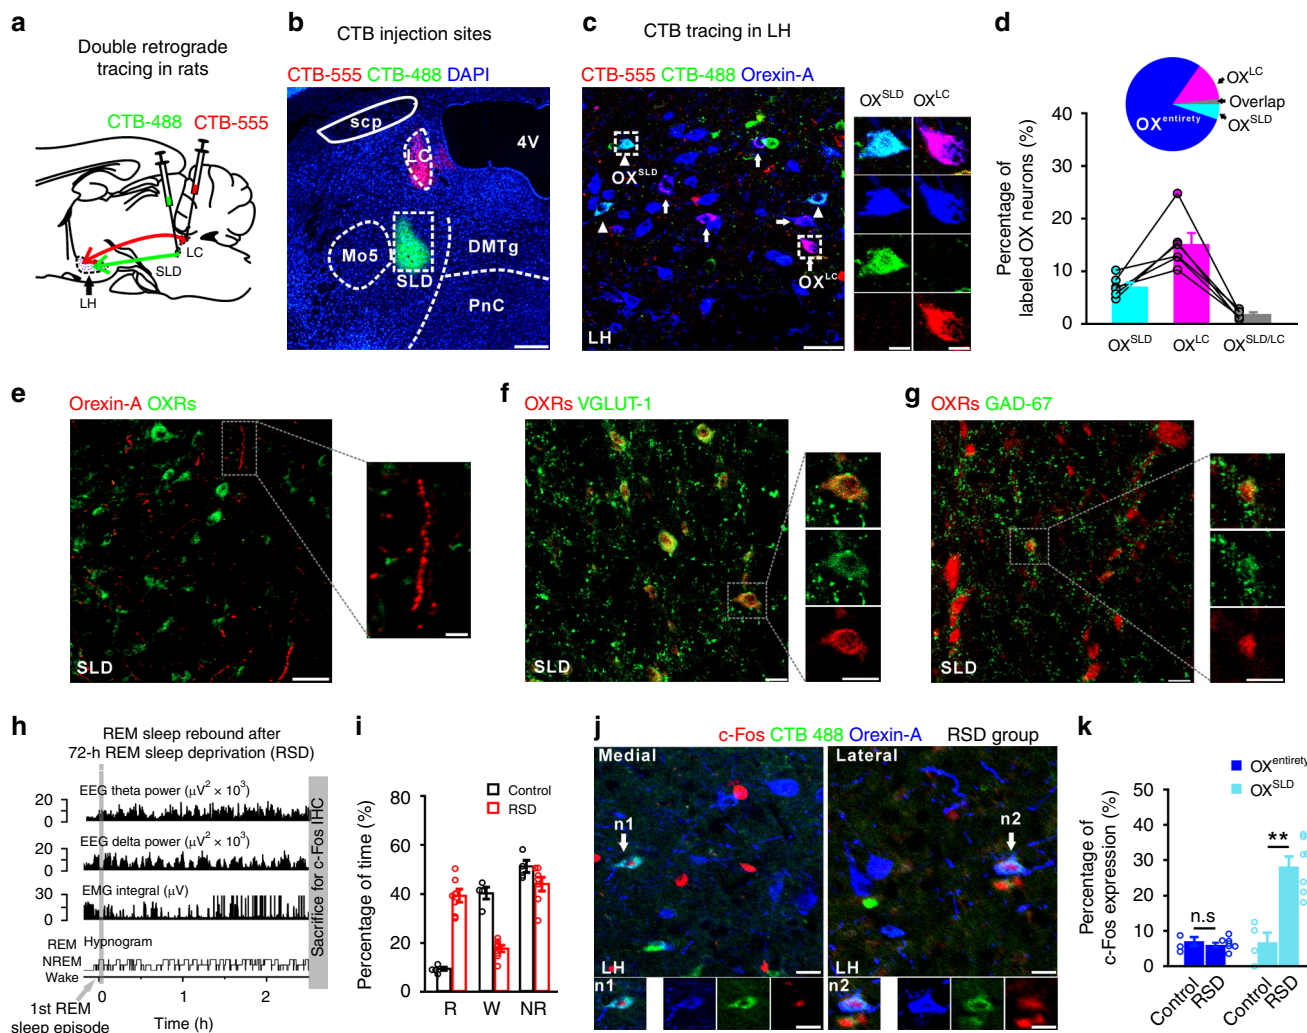 a
Double retrograde
tracing in rats
CTB-488 CTB-555
LC
SLD
LH
b
CTB injection sites
CTB-555 CTB-488 DAPI
scp
4V
LC
Mo5
DMTg
SLD
PnC
c
CTB tracing in LH
CTB-555 CTB-488 Orexin-A
OX^SLD OX^LC
OX^SLD
OX^LC
LH
d
OX^LC
Overlap
OX^SLD
OX^entirety
Percentage of
labeled OX neurons (%)
40
30
20
10
0
OX^SLD OX^LC OX^SLD/LC
e
Orexin-A OXRs
SLD
f
OXRs VGLUT-1
SLD
g
OXRs GAD-67
SLD
h
REM sleep rebound after
72-h REM sleep deprivation (RSD)
EEG theta power (μV² × 10³)
20
0
EEG delta power (μV² × 10³)
20
0
EMG integral (μV)
30
0
REM Hypnogram
NREM
Wake
0 1 2
1st REM
sleep episode
Time (h)
Sacrifice for c-Fos IHC
i
Percentage of time (%)
80
60
40
20
0
Control
RSD
R W NR
j
c-Fos CTB 488 Orexin-A RSD group
Medial
n1
LH
n1
Lateral
n2
LH
n2
k
OX^entirety
OX^SLD
Percentage of
c-Fos expression (%)
50
40
30
20
10
0
n.s
**
Control
RSD
Control
RSD